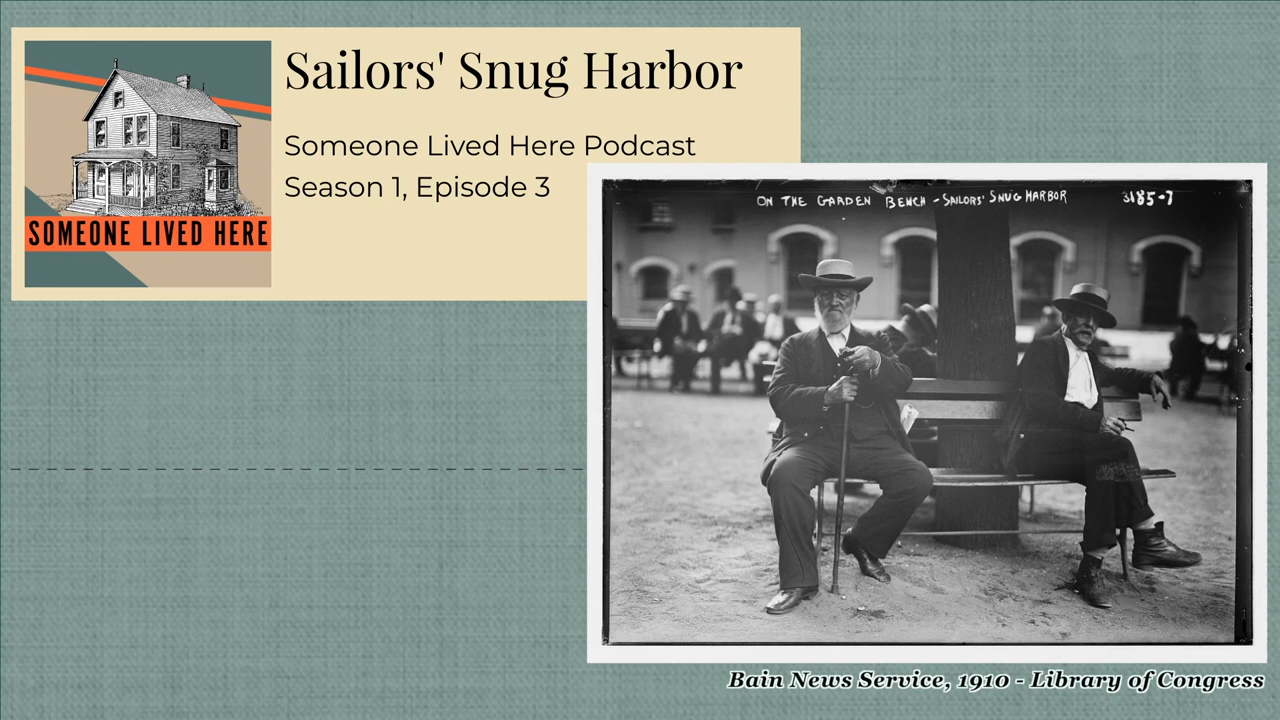 Sailors' Snug Harbor
Someone Lived Here Podcast
Season 1, Episode 3
SOMEONE LIVED HERE
ON THE GARDEN BENCH - SAILORS' SNUG HARBOR 3185-7
Bain News Service, 1910 - Library of Congress